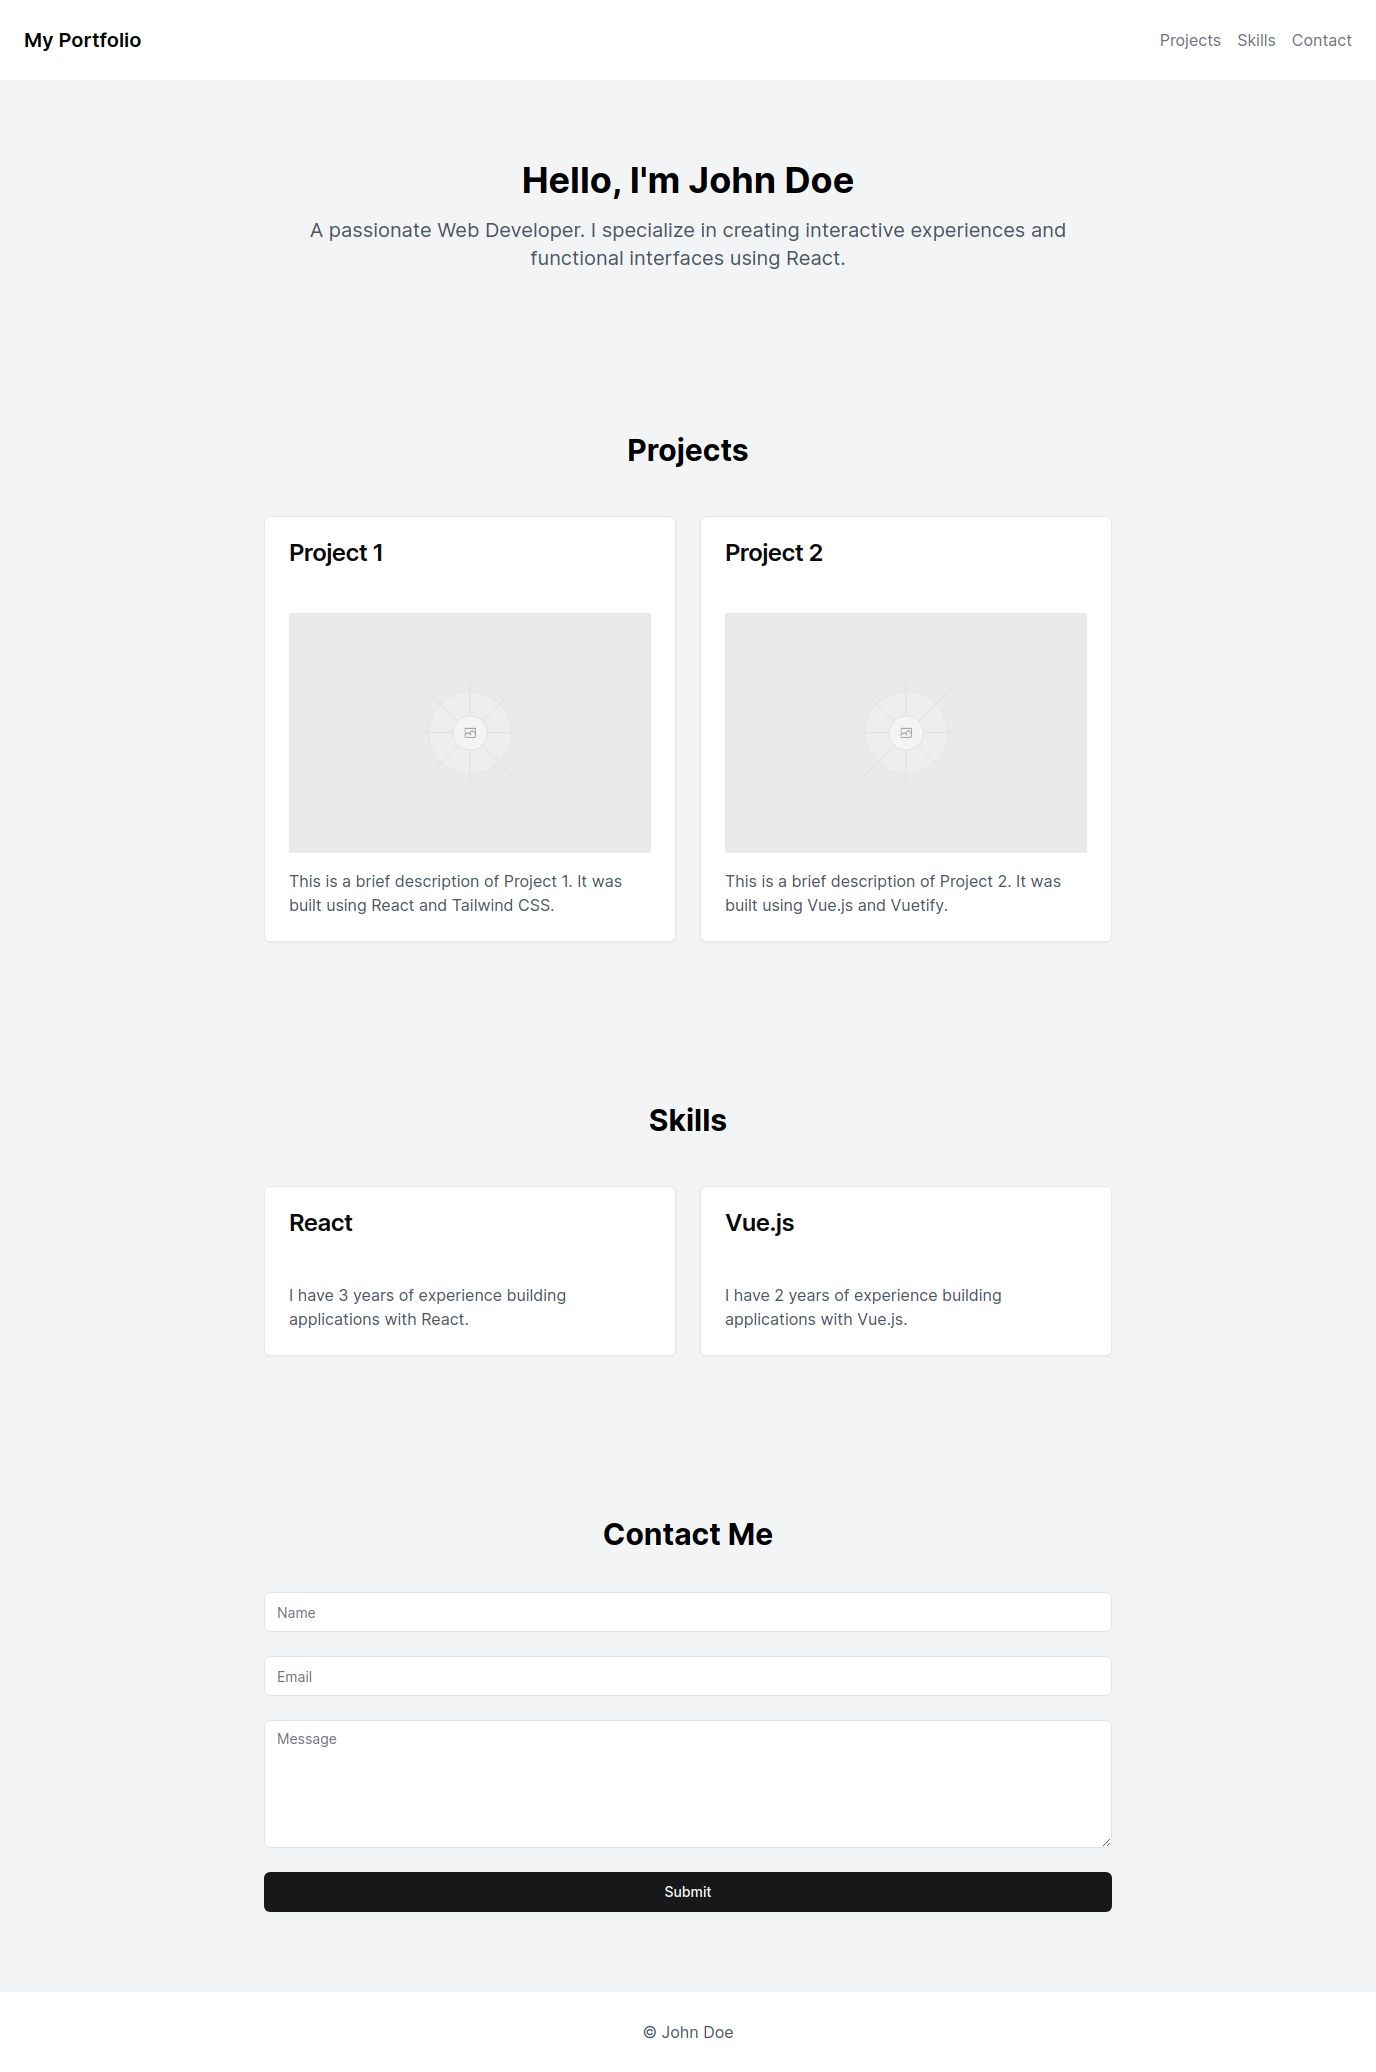 My Portfolio
Projects Skills Contact
Hello, I'm John Doe
A passionate Web Developer. I specialize in creating interactive experiences and
functional interfaces using React.
Projects
Project 1
This is a brief description of Project 1. It was
built using React and Tailwind CSS.
Project 2
This is a brief description of Project 2. It was
built using Vue.js and Vuetify.
Skills
React
I have 3 years of experience building
applications with React.
Vue.js
I have 2 years of experience building
applications with Vue.js.
Contact Me
Name
Email
Message
Submit
© John Doe